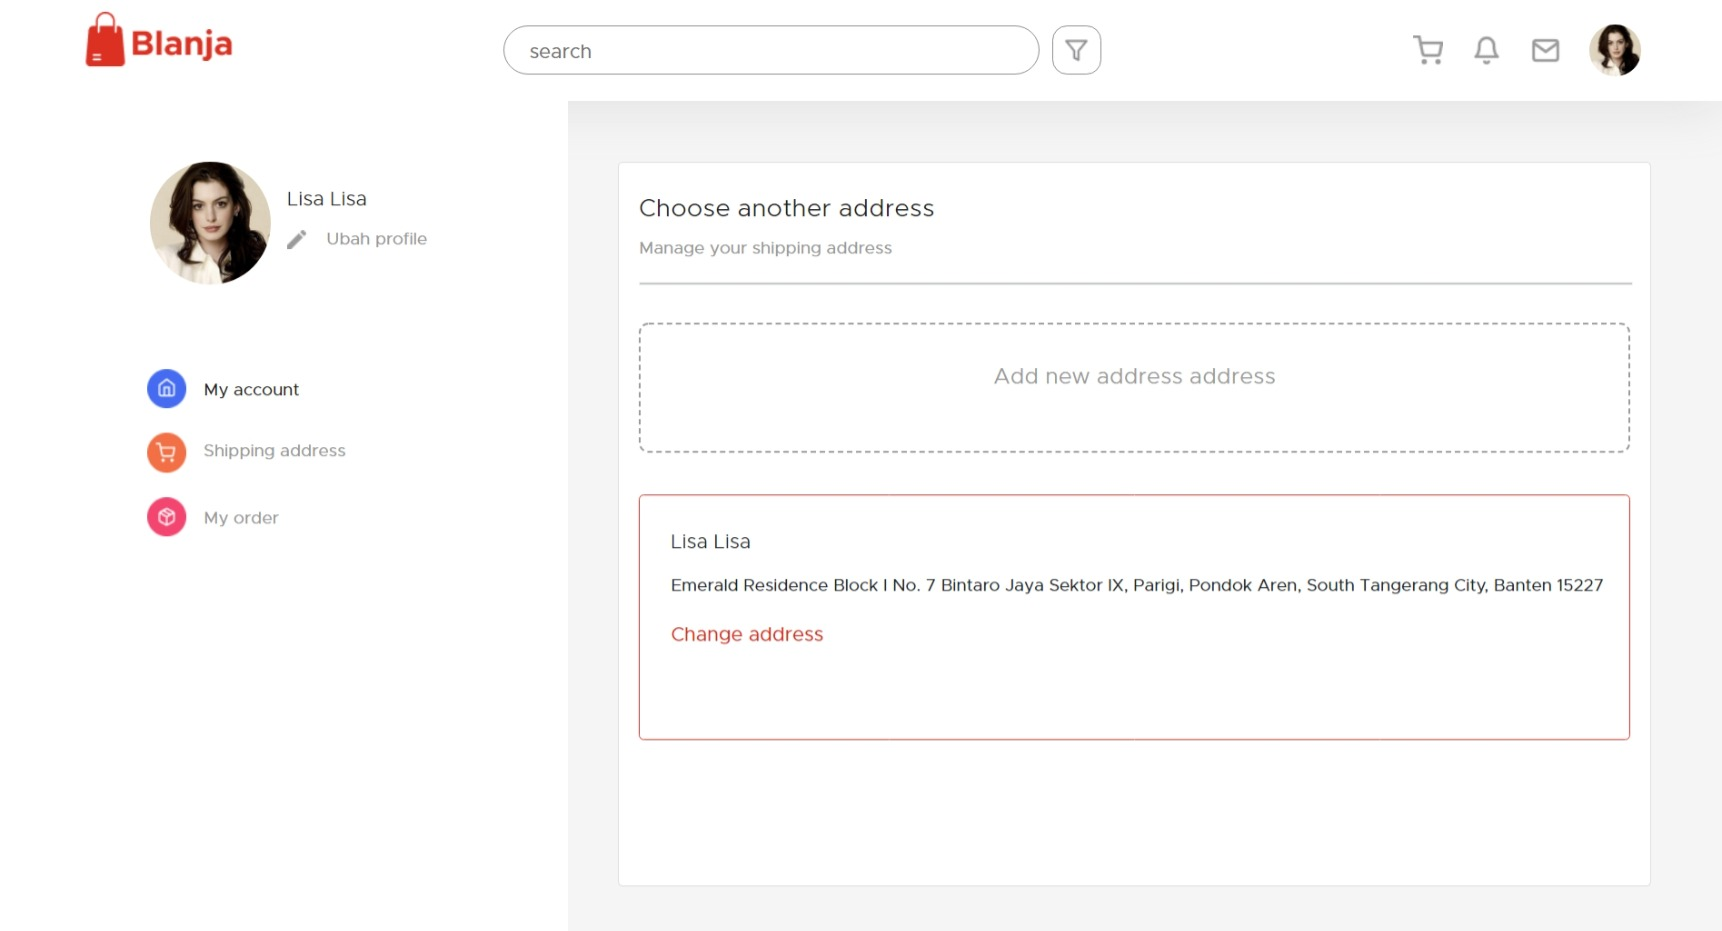 Blanja
search
Lisa Lisa
Ubah profile
My account
Shipping address
My order
Choose another address
Manage your shipping address
Add new address address
Lisa Lisa
Emerald Residence Block I No. 7 Bintaro Jaya Sektor IX, Parigi, Pondok Aren, South Tangerang City, Banten 15227
Change address